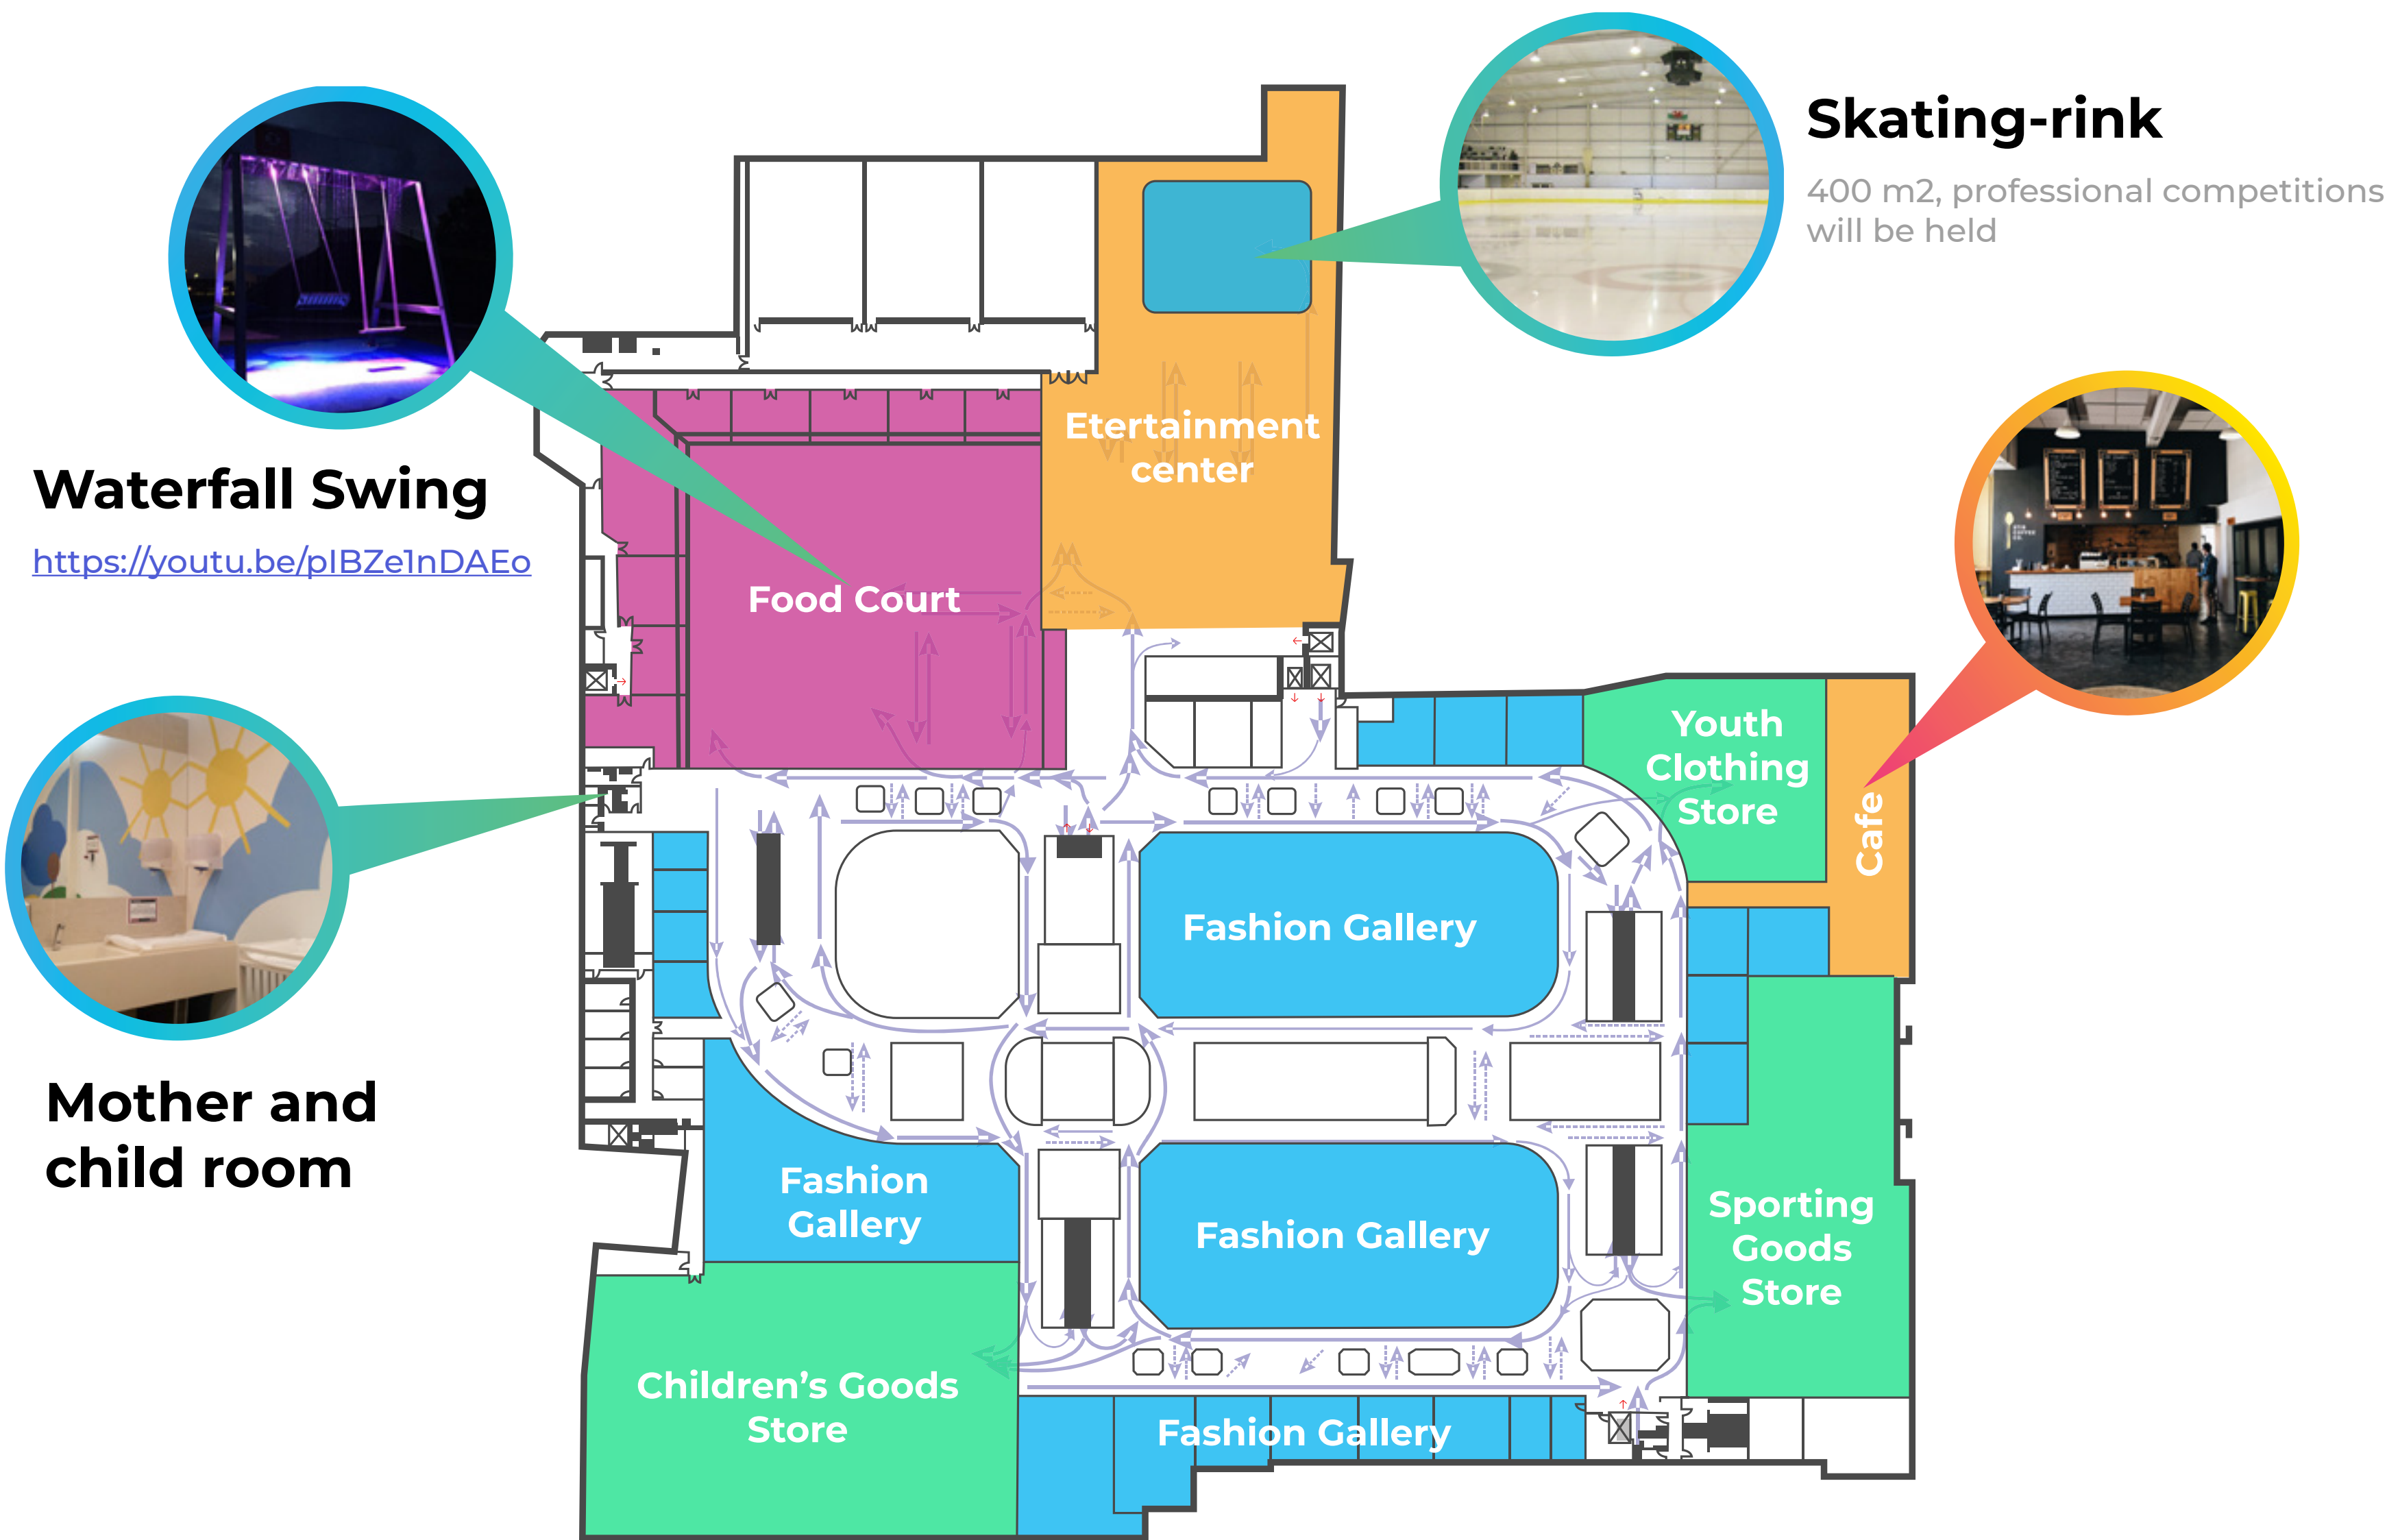 Skating-rink
400 m2, professional competitions
will be held
Waterfall Swing
https://youtu.be/pIBZe1nDAEo
Etertainment
center
Food Court
Youth
Clothing
Store
Cafe
Fashion Gallery
Mother and
child room
Fashion
Gallery
Fashion Gallery
Sporting
Goods
Store
Children’s Goods
Store
Fashion Gallery